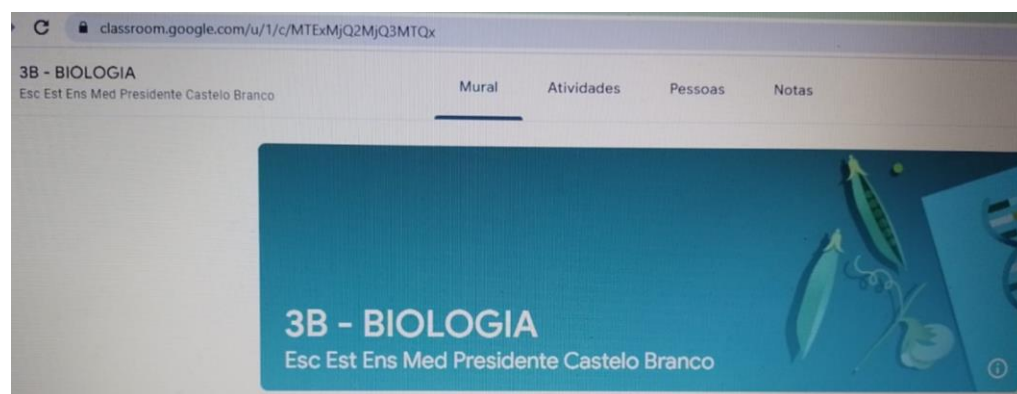 classroom.google.com/u/1/c/MTExMjQ2MjQ3MTQx
3B - BIOLOGIA
Esc Est Ens Med Presidente Castelo Branco
Mural Atividades Pessoas Notas
3B - BIOLOGIA
Esc Est Ens Med Presidente Castelo Branco